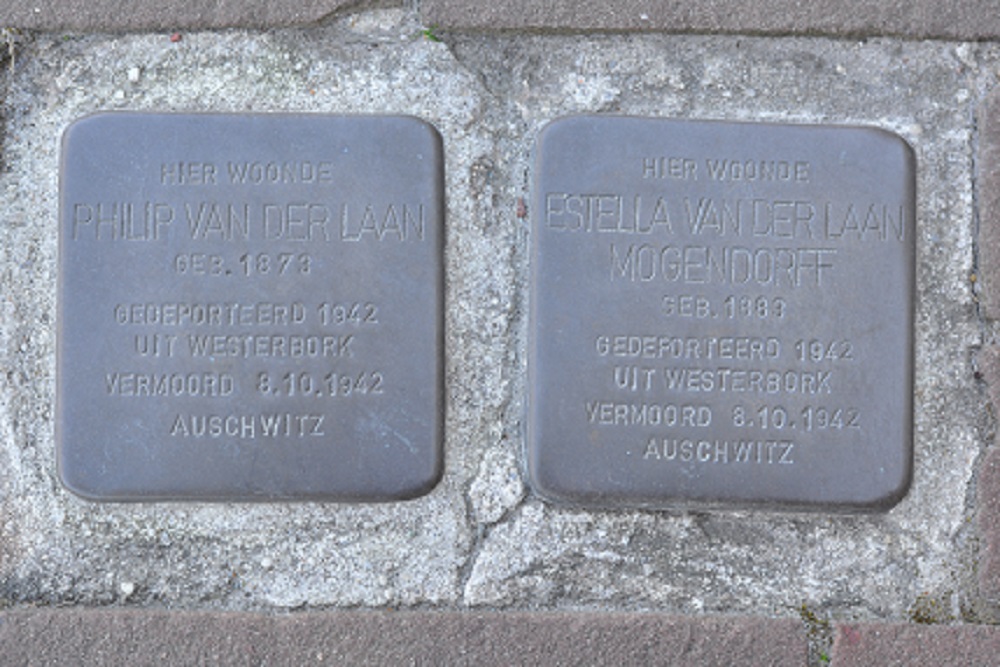 HIER WOONDE
PHILIP VAN DER LAAN
GEB. 1873
GEDEPORTEERD 1942
UIT WESTERBORK
VERMOORD 8.10.1942
AUSCHWITZ
HIER WOONDE
ESTELLA VAN DER LAAN
MOGENDORFF
GEB. 1883
GEDEPORTEERD 1942
UIT WESTERBORK
VERMOORD 8.10.1942
AUSCHWITZ